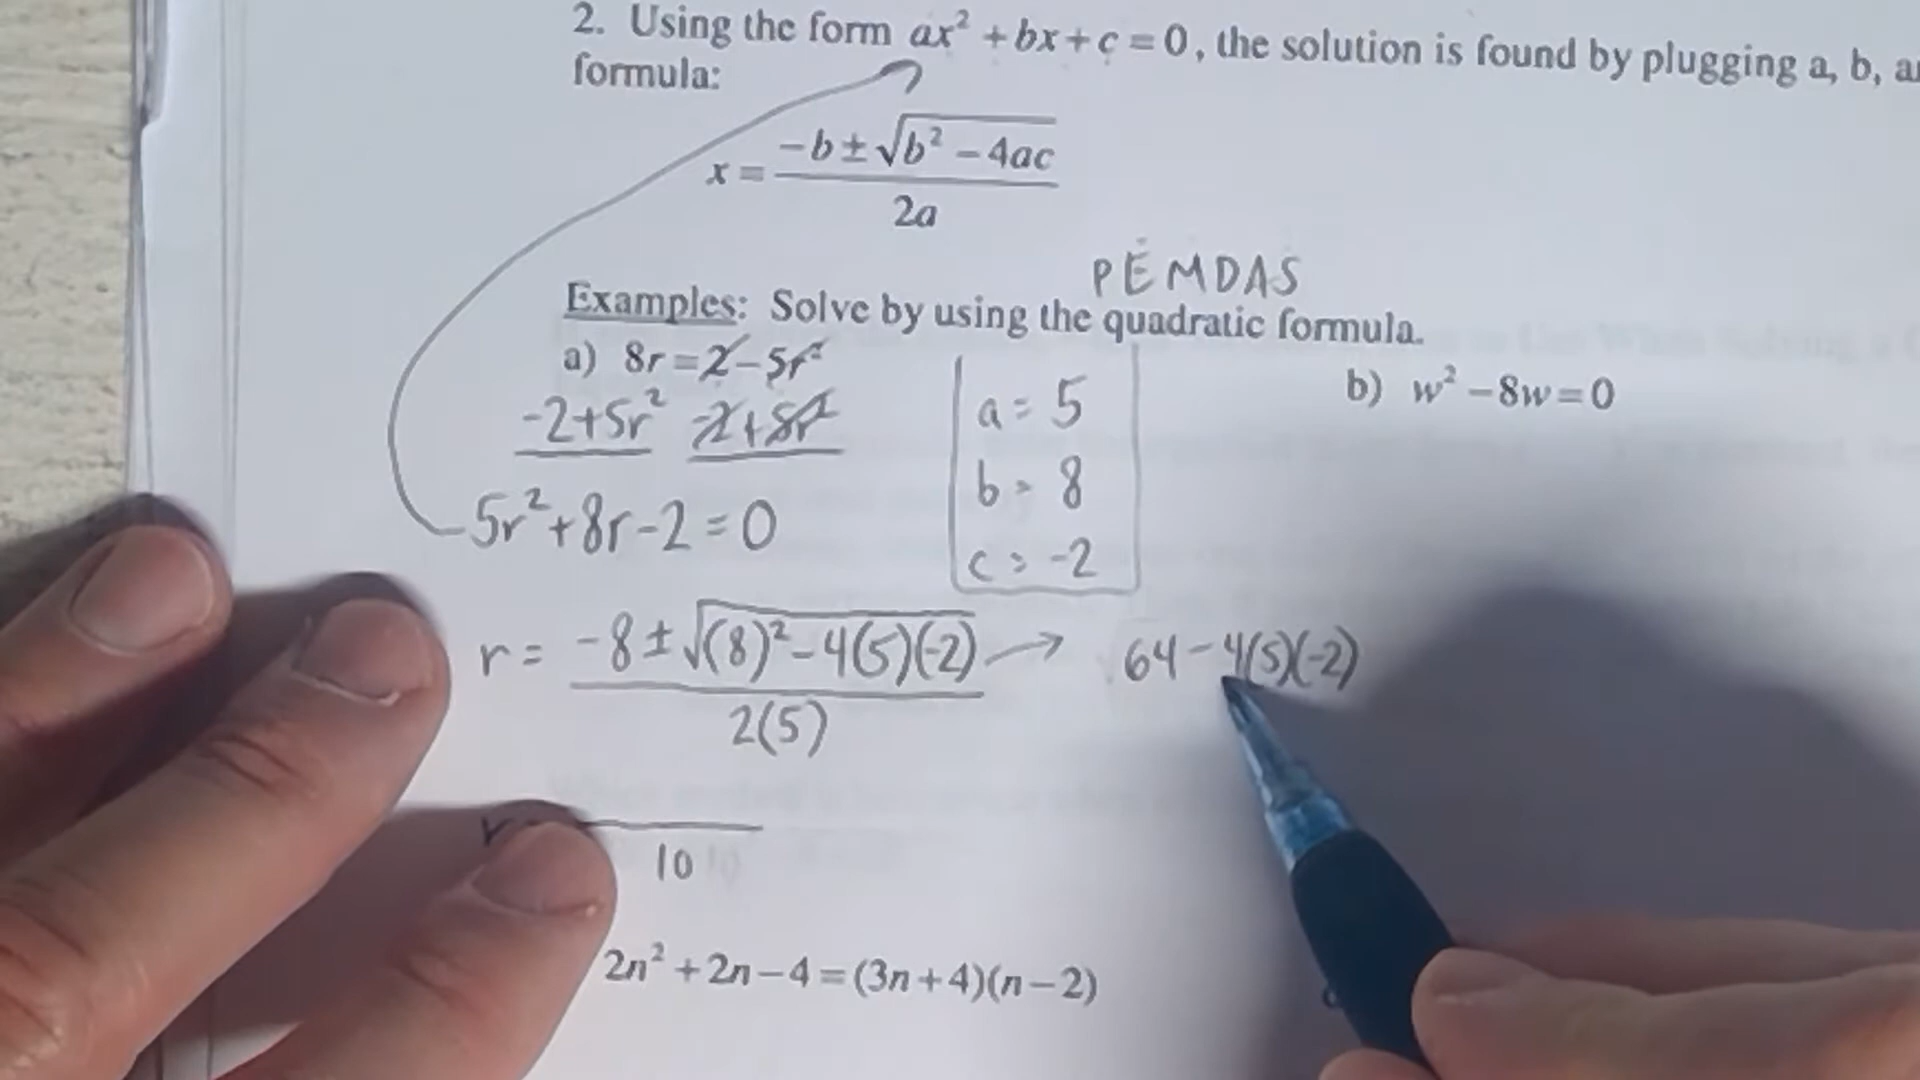 2. Using the form ax² + bx + c = 0, the solution is found by plugging a, b,
formula:
x = (-b ± √(b² - 4ac)) / 2a
PEMDAS
Examples: Solve by using the quadratic formula.
a) 8r = 2 - 5r²
b) w² - 8w = 0
-2+5r² -2+5r²
a = 5
b = 8
c = -2
5r² + 8r - 2 = 0
r = (-8 ± √((8)² - 4(5)(-2))) / 2(5) → 64 - 4(5)(-2)
10
2n² + 2n - 4 = (3n + 4)(n - 2)